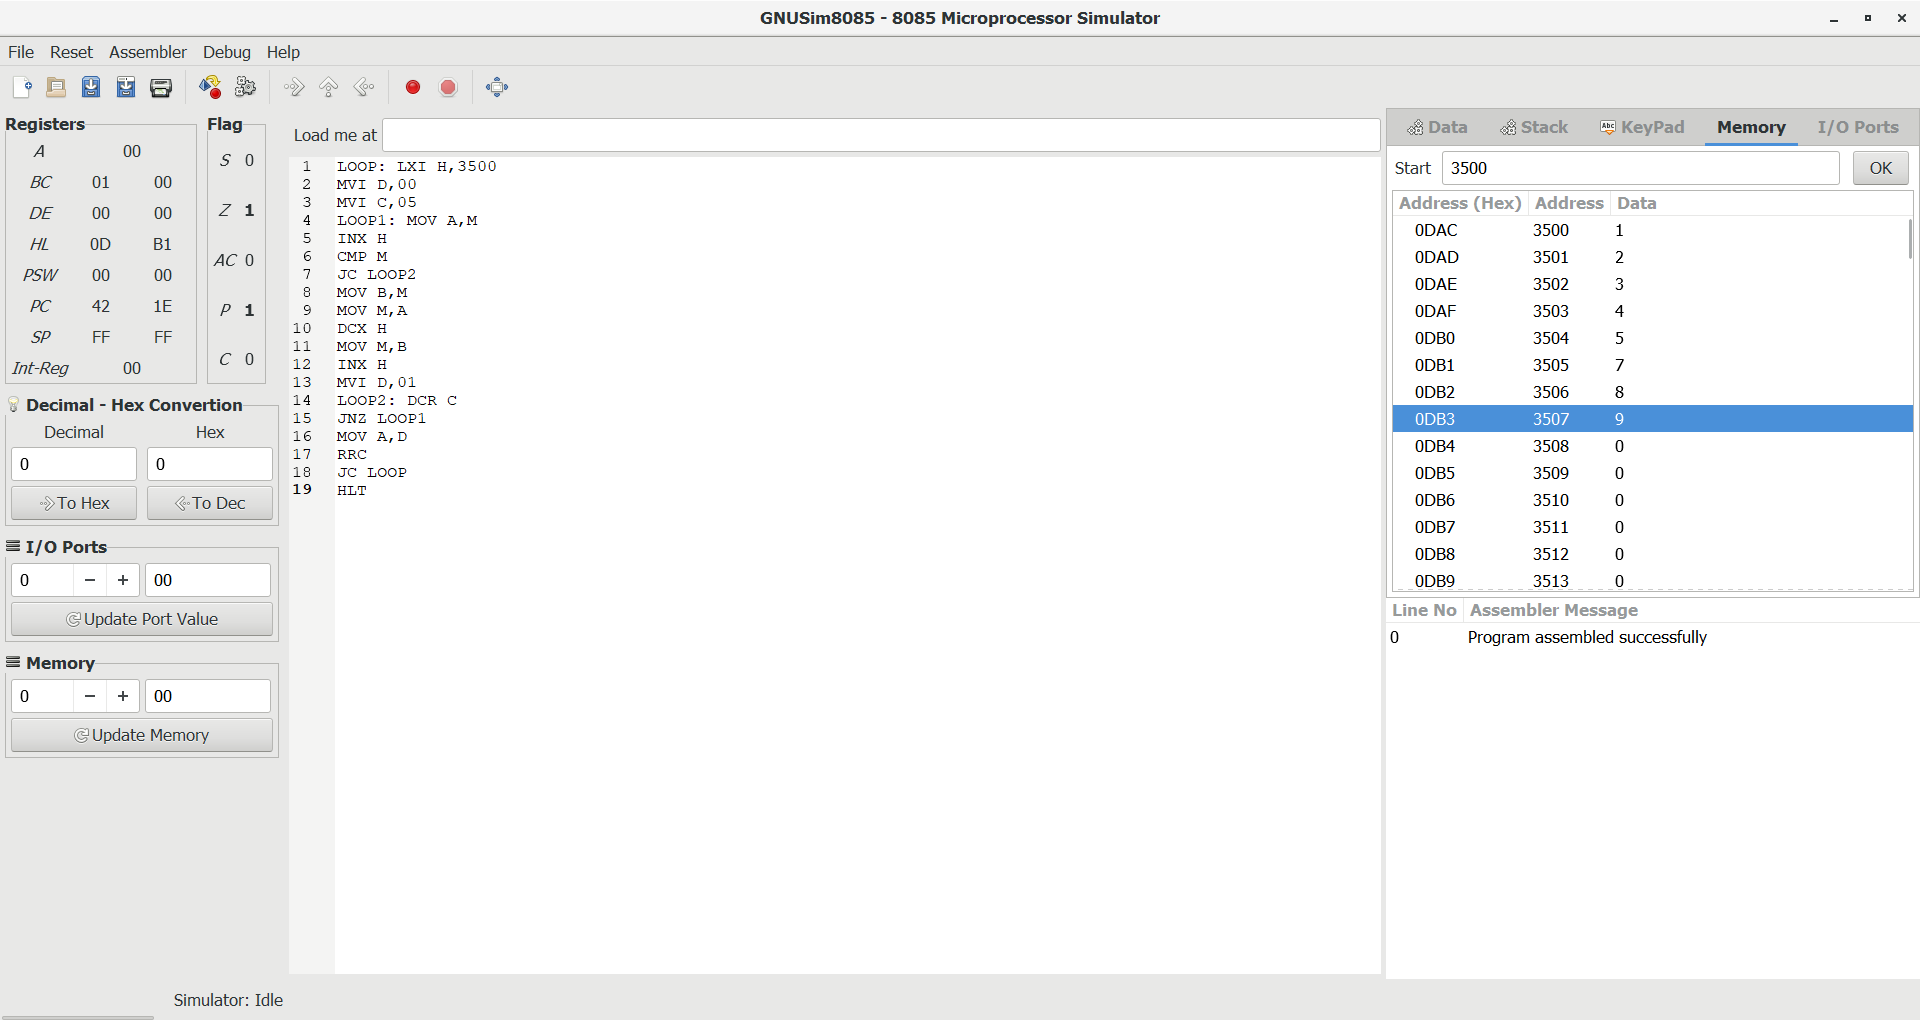 GNUSim8085 - 8085 Microprocessor Simulator
File Reset Assembler Debug Help
Registers
A 00
BC 01 00
DE 00 00
HL 0D B1
PSW 00 00
PC 42 1E
SP FF FF
Int-Reg 00
Flag
S 0
Z 1
AC 0
P 1
C 0
Decimal - Hex Convertion
Decimal Hex
0 0
To Hex To Dec
I/O Ports
0 − + 00
Update Port Value
Memory
0 − + 00
Update Memory
Load me at
1 LOOP: LXI H,3500
2 MVI D,00
3 MVI C,05
4 LOOP1: MOV A,M
5 INX H
6 CMP M
7 JC LOOP2
8 MOV B,M
9 MOV M,A
10 DCX H
11 MOV M,B
12 INX H
13 MVI D,01
14 LOOP2: DCR C
15 JNZ LOOP1
16 MOV A,D
17 RRC
18 JC LOOP
19 HLT
Data Stack Abc KeyPad Memory I/O Ports
Start 3500 OK
Address (Hex) Address Data
0DAC 3500 1
0DAD 3501 2
0DAE 3502 3
0DAF 3503 4
0DB0 3504 5
0DB1 3505 7
0DB2 3506 8
0DB3 3507 9
0DB4 3508 0
0DB5 3509 0
0DB6 3510 0
0DB7 3511 0
0DB8 3512 0
0DB9 3513 0
Line No Assembler Message
0 Program assembled successfully
Simulator: Idle